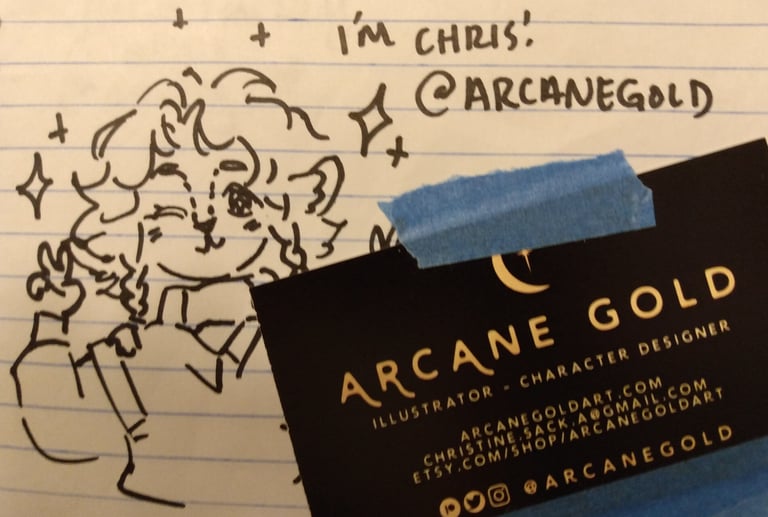 I'M CHRIS!
@ARCANEGOLD
ARCANE GOLD
ILLUSTRATOR - CHARACTER DESIGNER
ARCANEGOLDART.COM
CHRISTINE.SACK.A@GMAIL.COM
ETSY.COM/SHOP/ARCANEGOLDART
@ARCANEGOLD